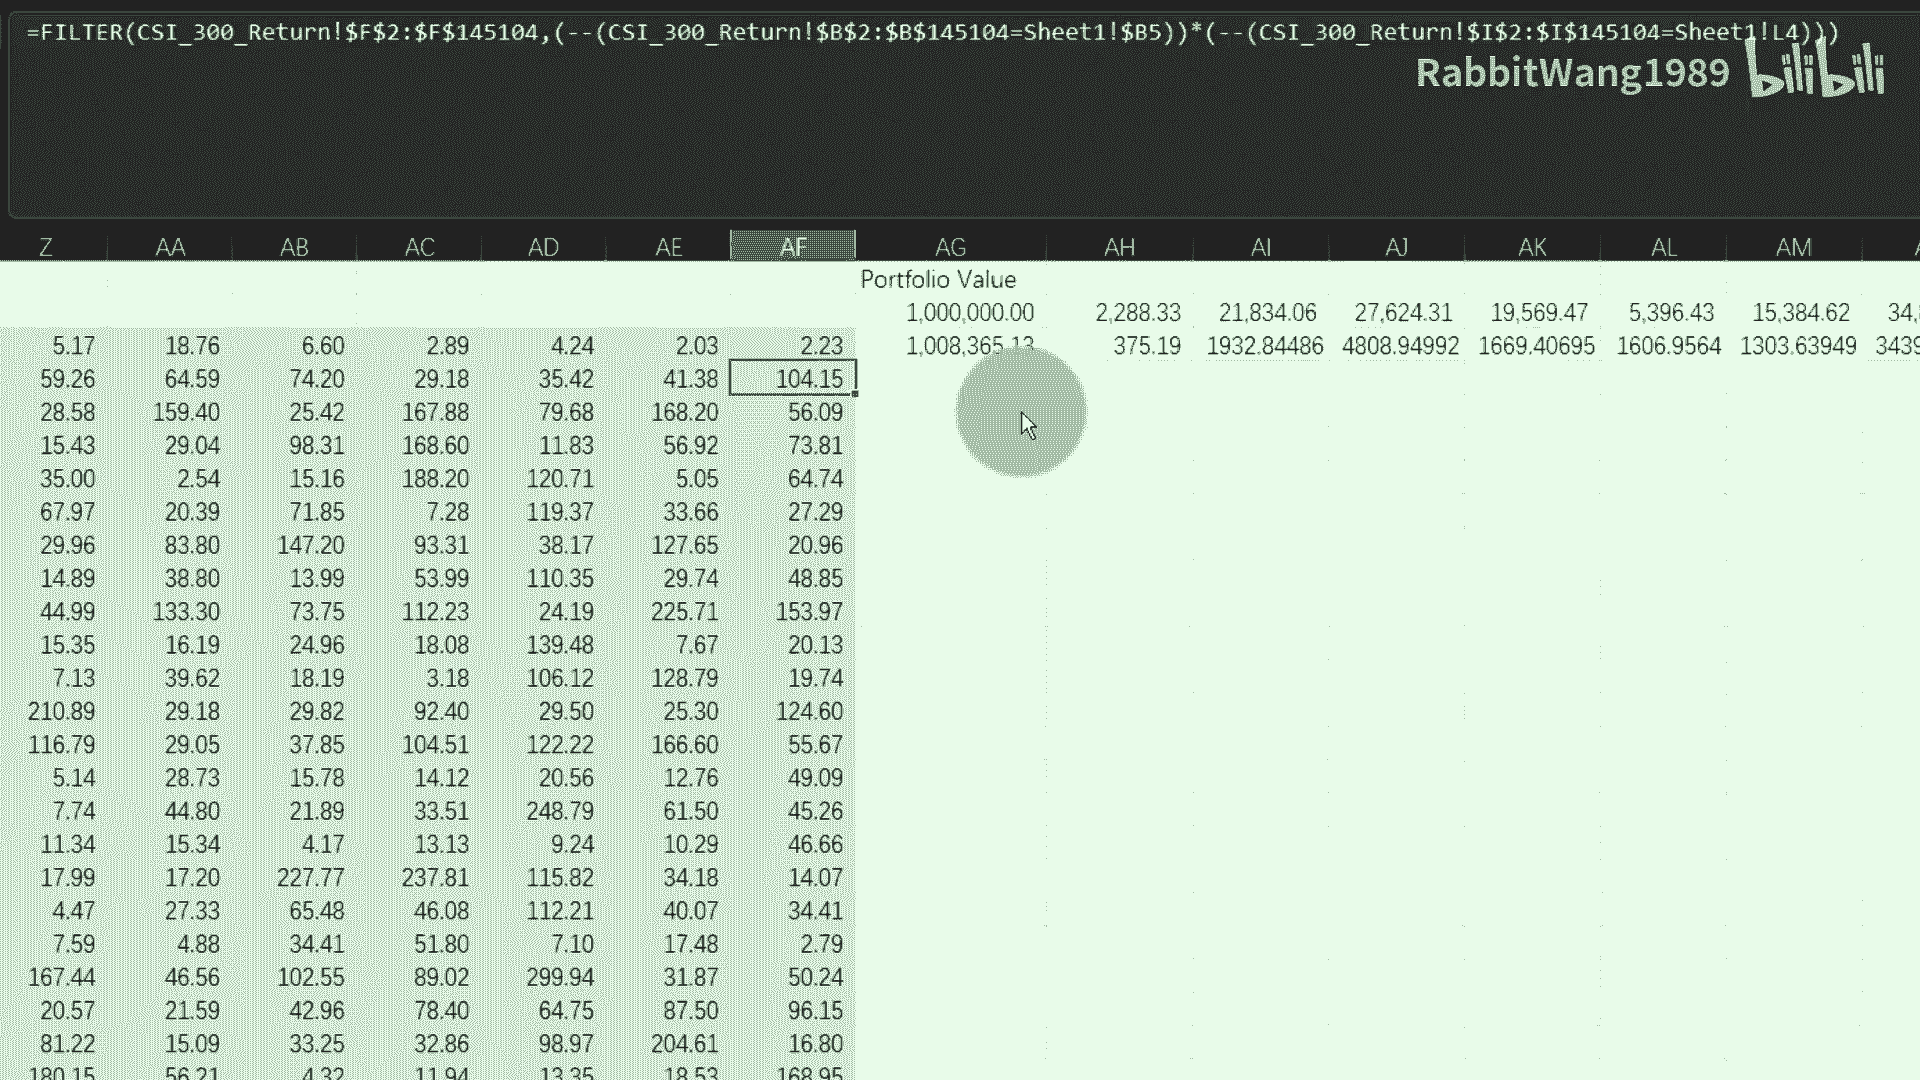 =FILTER(CSI_300_Return!$F$2:$F$145104,(--(CSI_300_Return!$B$2:$B$145104=Sheet1!$B5))*(--(CSI_300_Return!$I$2:$I$145104=Sheet1!L4)))
RabbitWang1989 bilibili
Z AA AB AC AD AE AF AG AH AI AJ AK AL AM
Portfolio Value
1,000,000.00 2,288.33 21,834.06 27,624.31 19,569.47 5,396.43 15,384.62 34,
5.17 18.76 6.60 2.89 4.24 2.03 2.23 1,008,365.13 375.19 1932.84486 4808.94992 1669.40695 1606.9564 1303.63949 3439
59.26 64.59 74.20 29.18 35.42 41.38 104.15
28.58 159.40 25.42 167.88 79.68 168.20 56.09
15.43 29.04 98.31 168.60 11.83 56.92 73.81
35.00 2.54 15.16 188.20 120.71 5.05 64.74
67.97 20.39 71.85 7.28 119.37 33.66 27.29
29.96 83.80 147.20 93.31 38.17 127.65 20.96
14.89 38.80 13.99 53.99 110.35 29.74 48.85
44.99 133.30 73.75 112.23 24.19 225.71 153.97
15.35 16.19 24.96 18.08 139.48 7.67 20.13
7.13 39.62 18.19 3.18 106.12 128.79 19.74
210.89 29.18 29.82 92.40 29.50 25.30 124.60
116.79 29.05 37.85 104.51 122.22 166.60 55.67
5.14 28.73 15.78 14.12 20.56 12.76 49.09
7.74 44.80 21.89 33.51 248.79 61.50 45.26
11.34 15.34 4.17 13.13 9.24 10.29 46.66
17.99 17.20 227.77 237.81 115.82 34.18 14.07
4.47 27.33 65.48 46.08 112.21 40.07 34.41
7.59 4.88 34.41 51.80 7.10 17.48 2.79
167.44 46.56 102.55 89.02 299.94 31.87 50.24
20.57 21.59 42.96 78.40 64.75 87.50 96.15
81.22 15.09 33.25 32.86 98.97 204.61 16.80
180.15 56.21 4.32 11.94 13.35 18.53 168.95